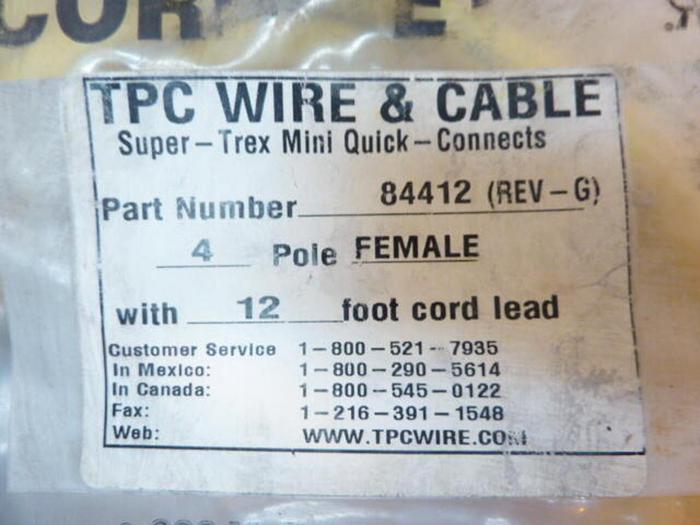 TPC WIRE & CABLE
Super-Trex Mini Quick-Connects
Part Number 84412 (REV-G)
4 Pole FEMALE
with 12 foot cord lead
Customer Service 1-800-521-7935
In Mexico: 1-800-290-5614
In Canada: 1-800-545-0122
Fax: 1-216-391-1548
Web: WWW.TPCWIRE.COM